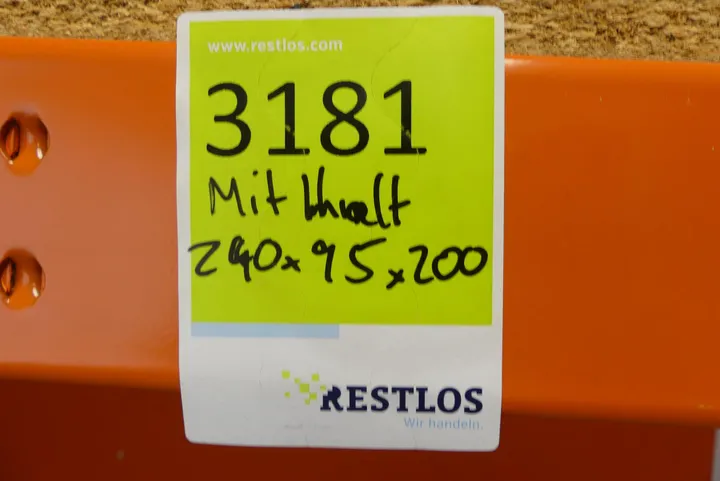 www.restlos.com
3181
Mit Inhalt
240x95x200
RESTLOS
Wir handeln.